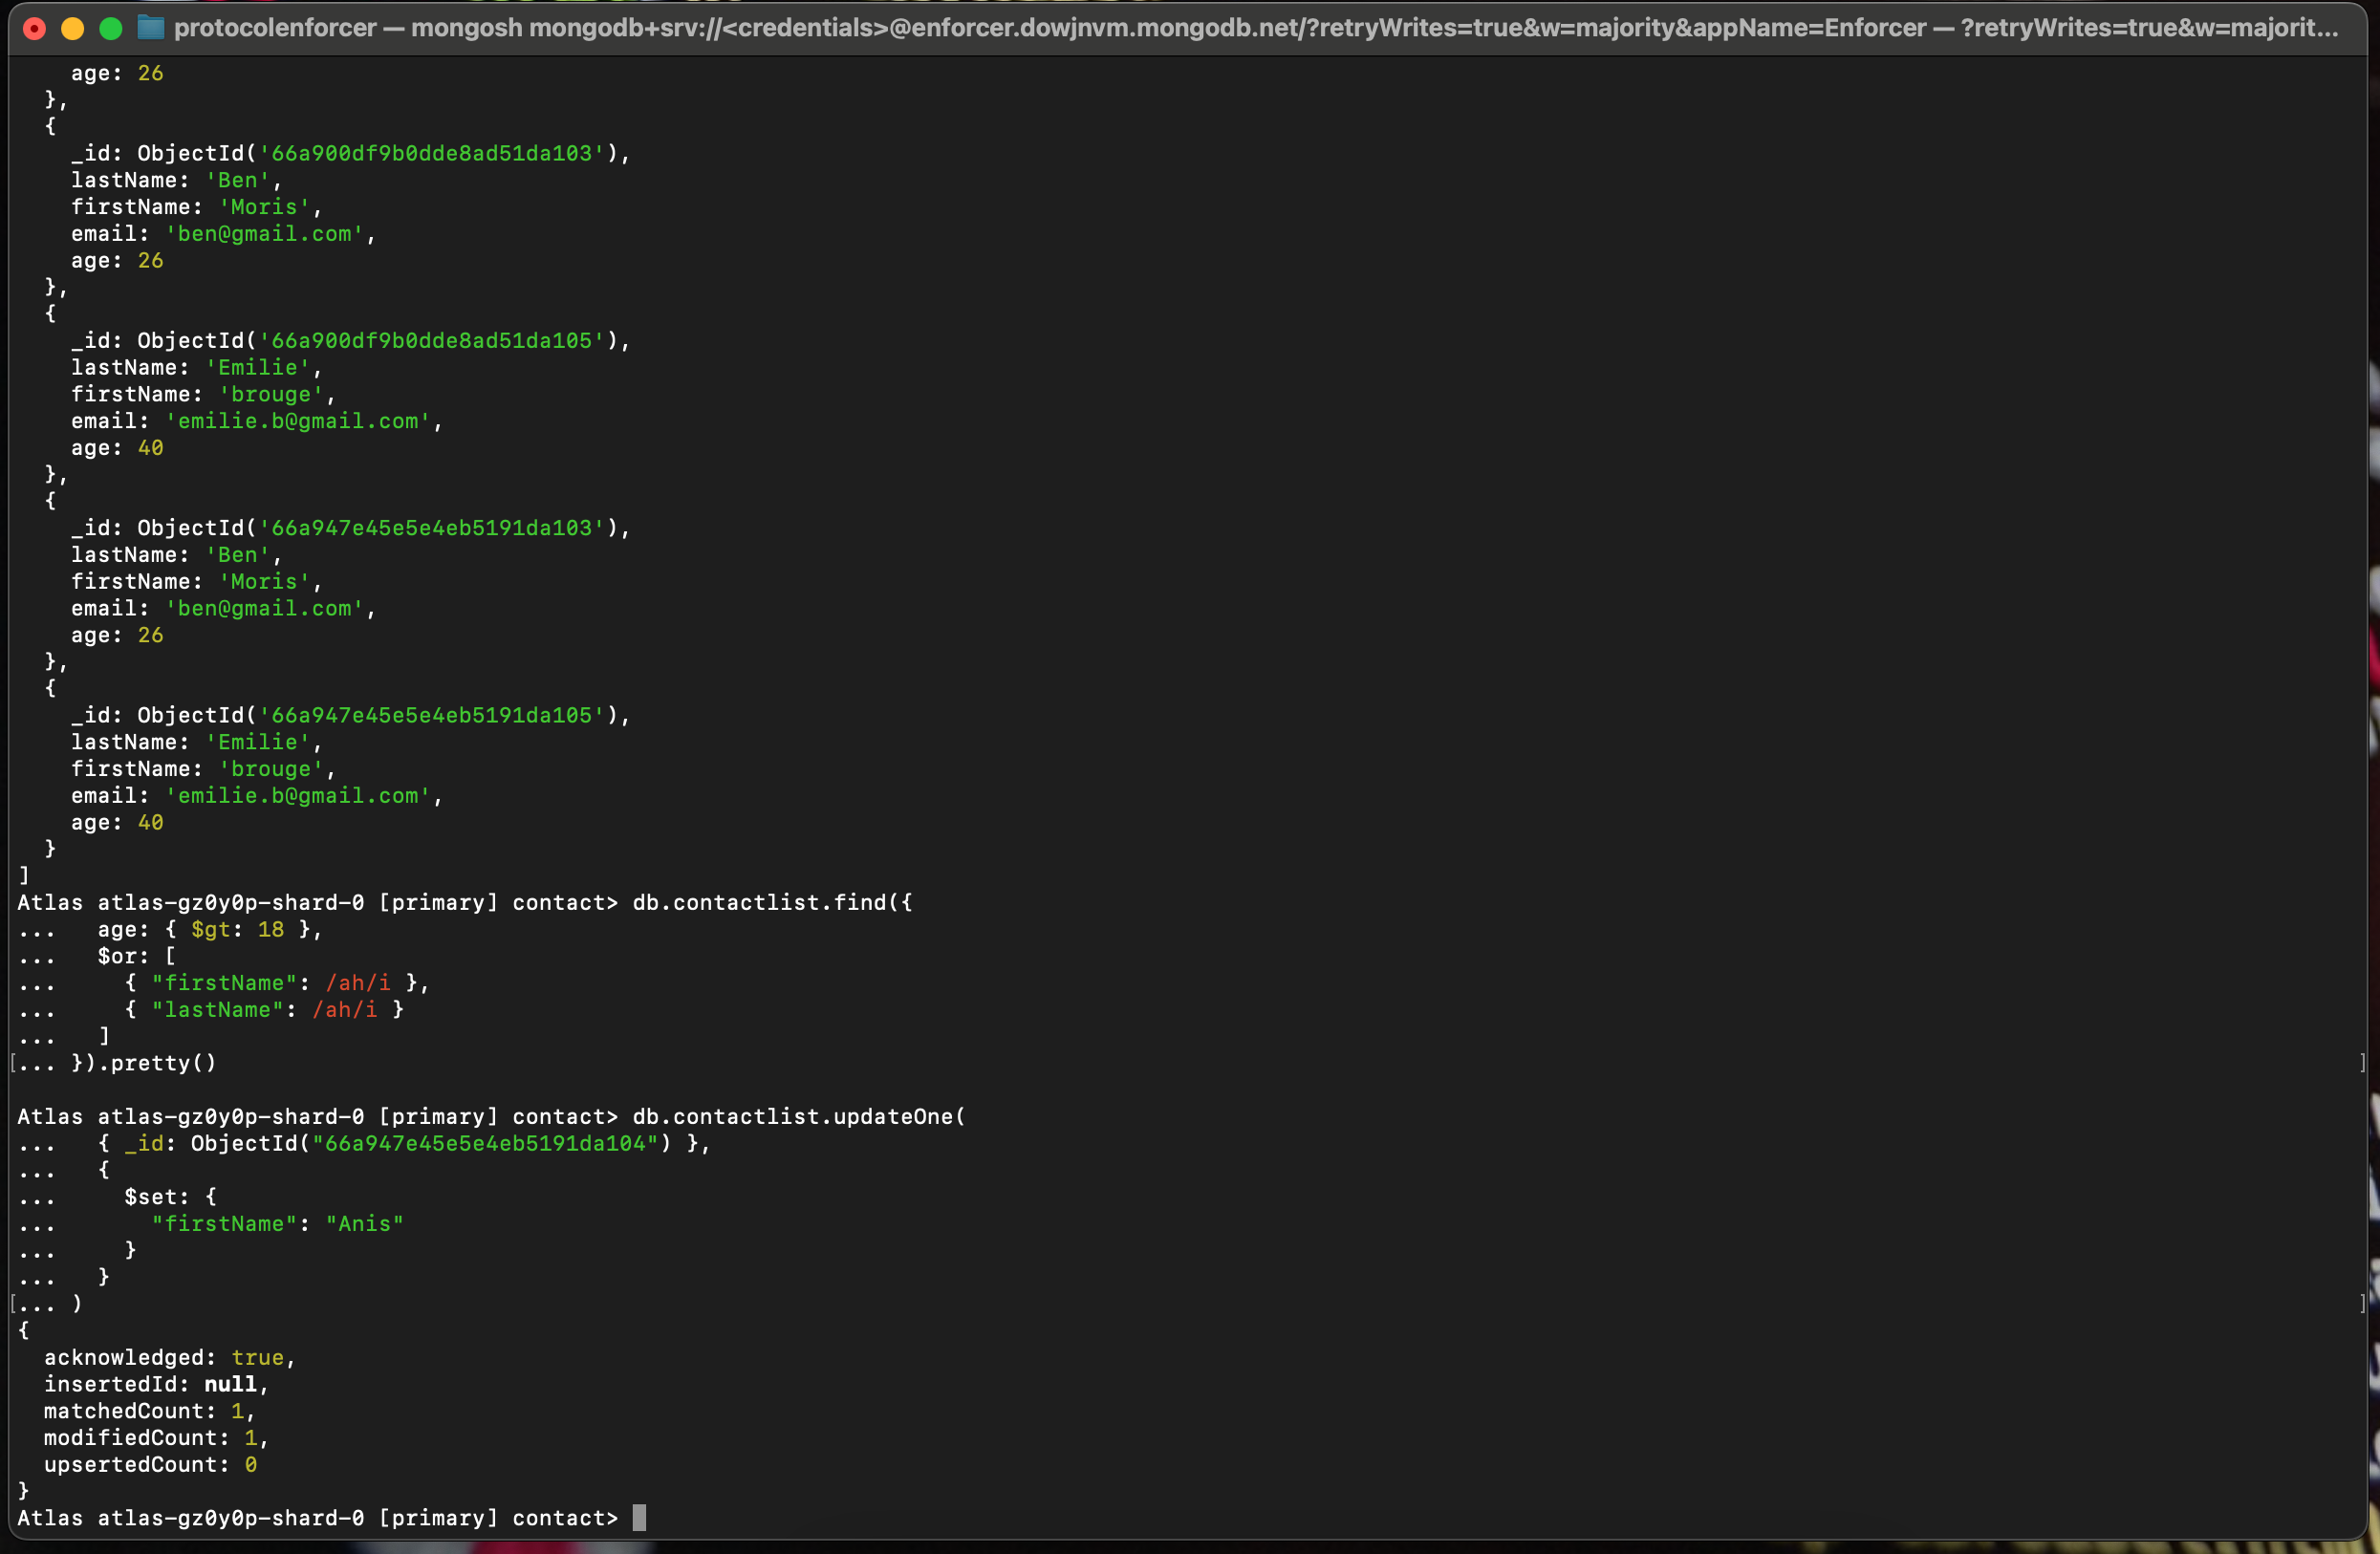 protocolenforcer — mongosh mongodb+srv://<credentials>@enforcer.dowjnvm.mongodb.net/?retryWrites=true&w=majority&appName=Enforcer — ?retryWrites=true&w=majorit...
    age: 26
  },
  {
    _id: ObjectId('66a900df9b0dde8ad51da103'),
    lastName: 'Ben',
    firstName: 'Moris',
    email: 'ben@gmail.com',
    age: 26
  },
  {
    _id: ObjectId('66a900df9b0dde8ad51da105'),
    lastName: 'Emilie',
    firstName: 'brouge',
    email: 'emilie.b@gmail.com',
    age: 40
  },
  {
    _id: ObjectId('66a947e45e5e4eb5191da103'),
    lastName: 'Ben',
    firstName: 'Moris',
    email: 'ben@gmail.com',
    age: 26
  },
  {
    _id: ObjectId('66a947e45e5e4eb5191da105'),
    lastName: 'Emilie',
    firstName: 'brouge',
    email: 'emilie.b@gmail.com',
    age: 40
  }
]
Atlas atlas-gz0y0p-shard-0 [primary] contact> db.contactlist.find({
...   age: { $gt: 18 },
...   $or: [
...     { "firstName": /ah/i },
...     { "lastName": /ah/i }
...   ]
[... }).pretty() ]
Atlas atlas-gz0y0p-shard-0 [primary] contact> db.contactlist.updateOne(
...   { _id: ObjectId("66a947e45e5e4eb5191da104") },
...   {
...     $set: {
...       "firstName": "Anis"
...     }
...   }
[... ) ]
{
  acknowledged: true,
  insertedId: null,
  matchedCount: 1,
  modifiedCount: 1,
  upsertedCount: 0
}
Atlas atlas-gz0y0p-shard-0 [primary] contact>